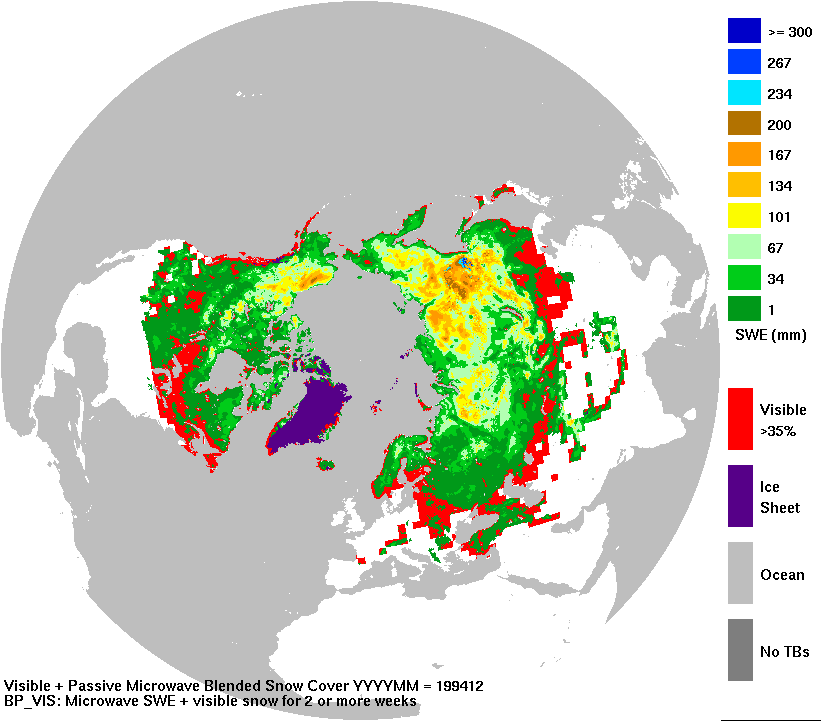 >= 300
267
234
200
167
134
101
67
34
1
SWE (mm)
Visible
>35%
Ice
Sheet
Ocean
No TBs
Visible + Passive Microwave Blended Snow Cover YYYYMM = 199412
BP_VIS: Microwave SWE + visible snow for 2 or more weeks